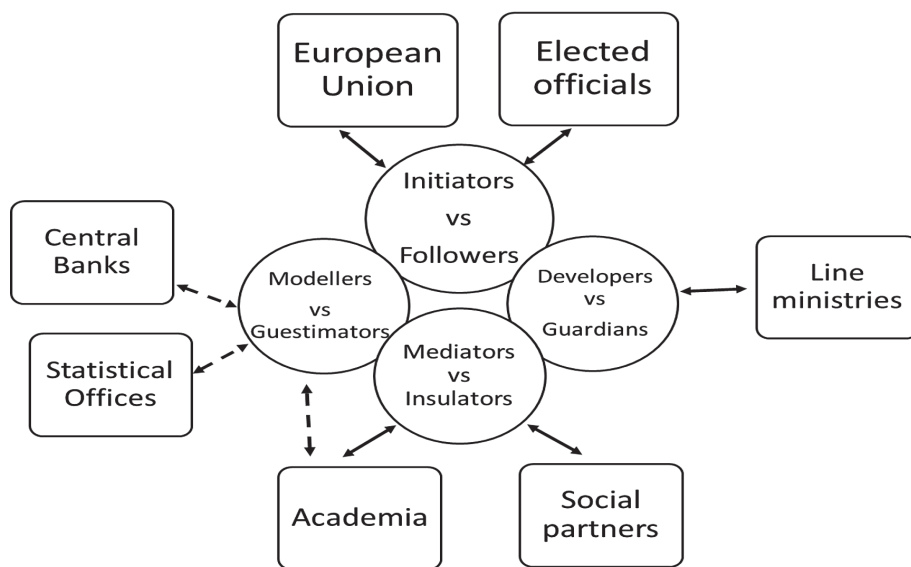 European
Union
Elected
officials
Initiators
vs
Followers
Central
Banks
Modellers
vs
Guestimators
Developers
vs
Guardians
Line
ministries
Statistical
Offices
Mediators
vs
Insulators
Academia
Social
partners